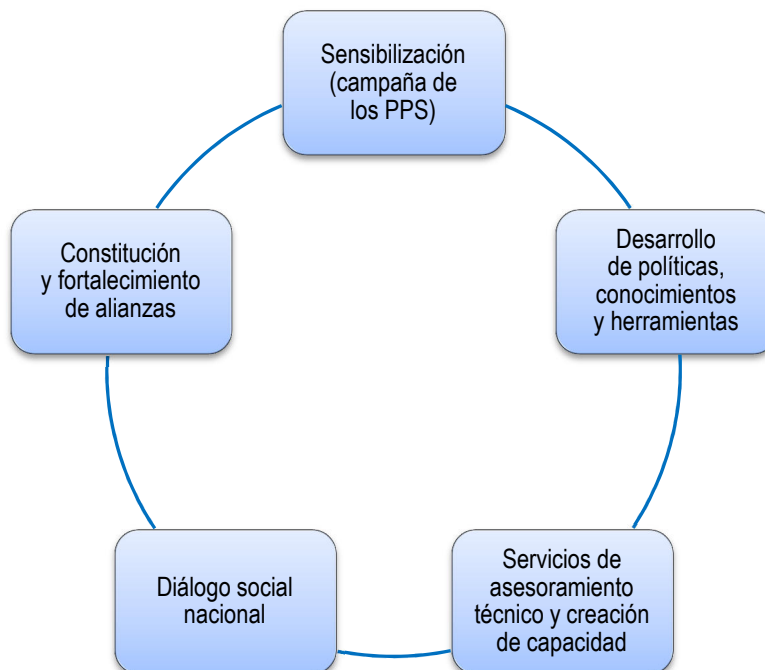 Sensibilización
(campaña de
los PPS)
Desarrollo
de políticas,
conocimientos
y herramientas
Servicios de
asesoramiento
técnico y creación
de capacidad
Diálogo social
nacional
Constitución
y fortalecimiento
de alianzas